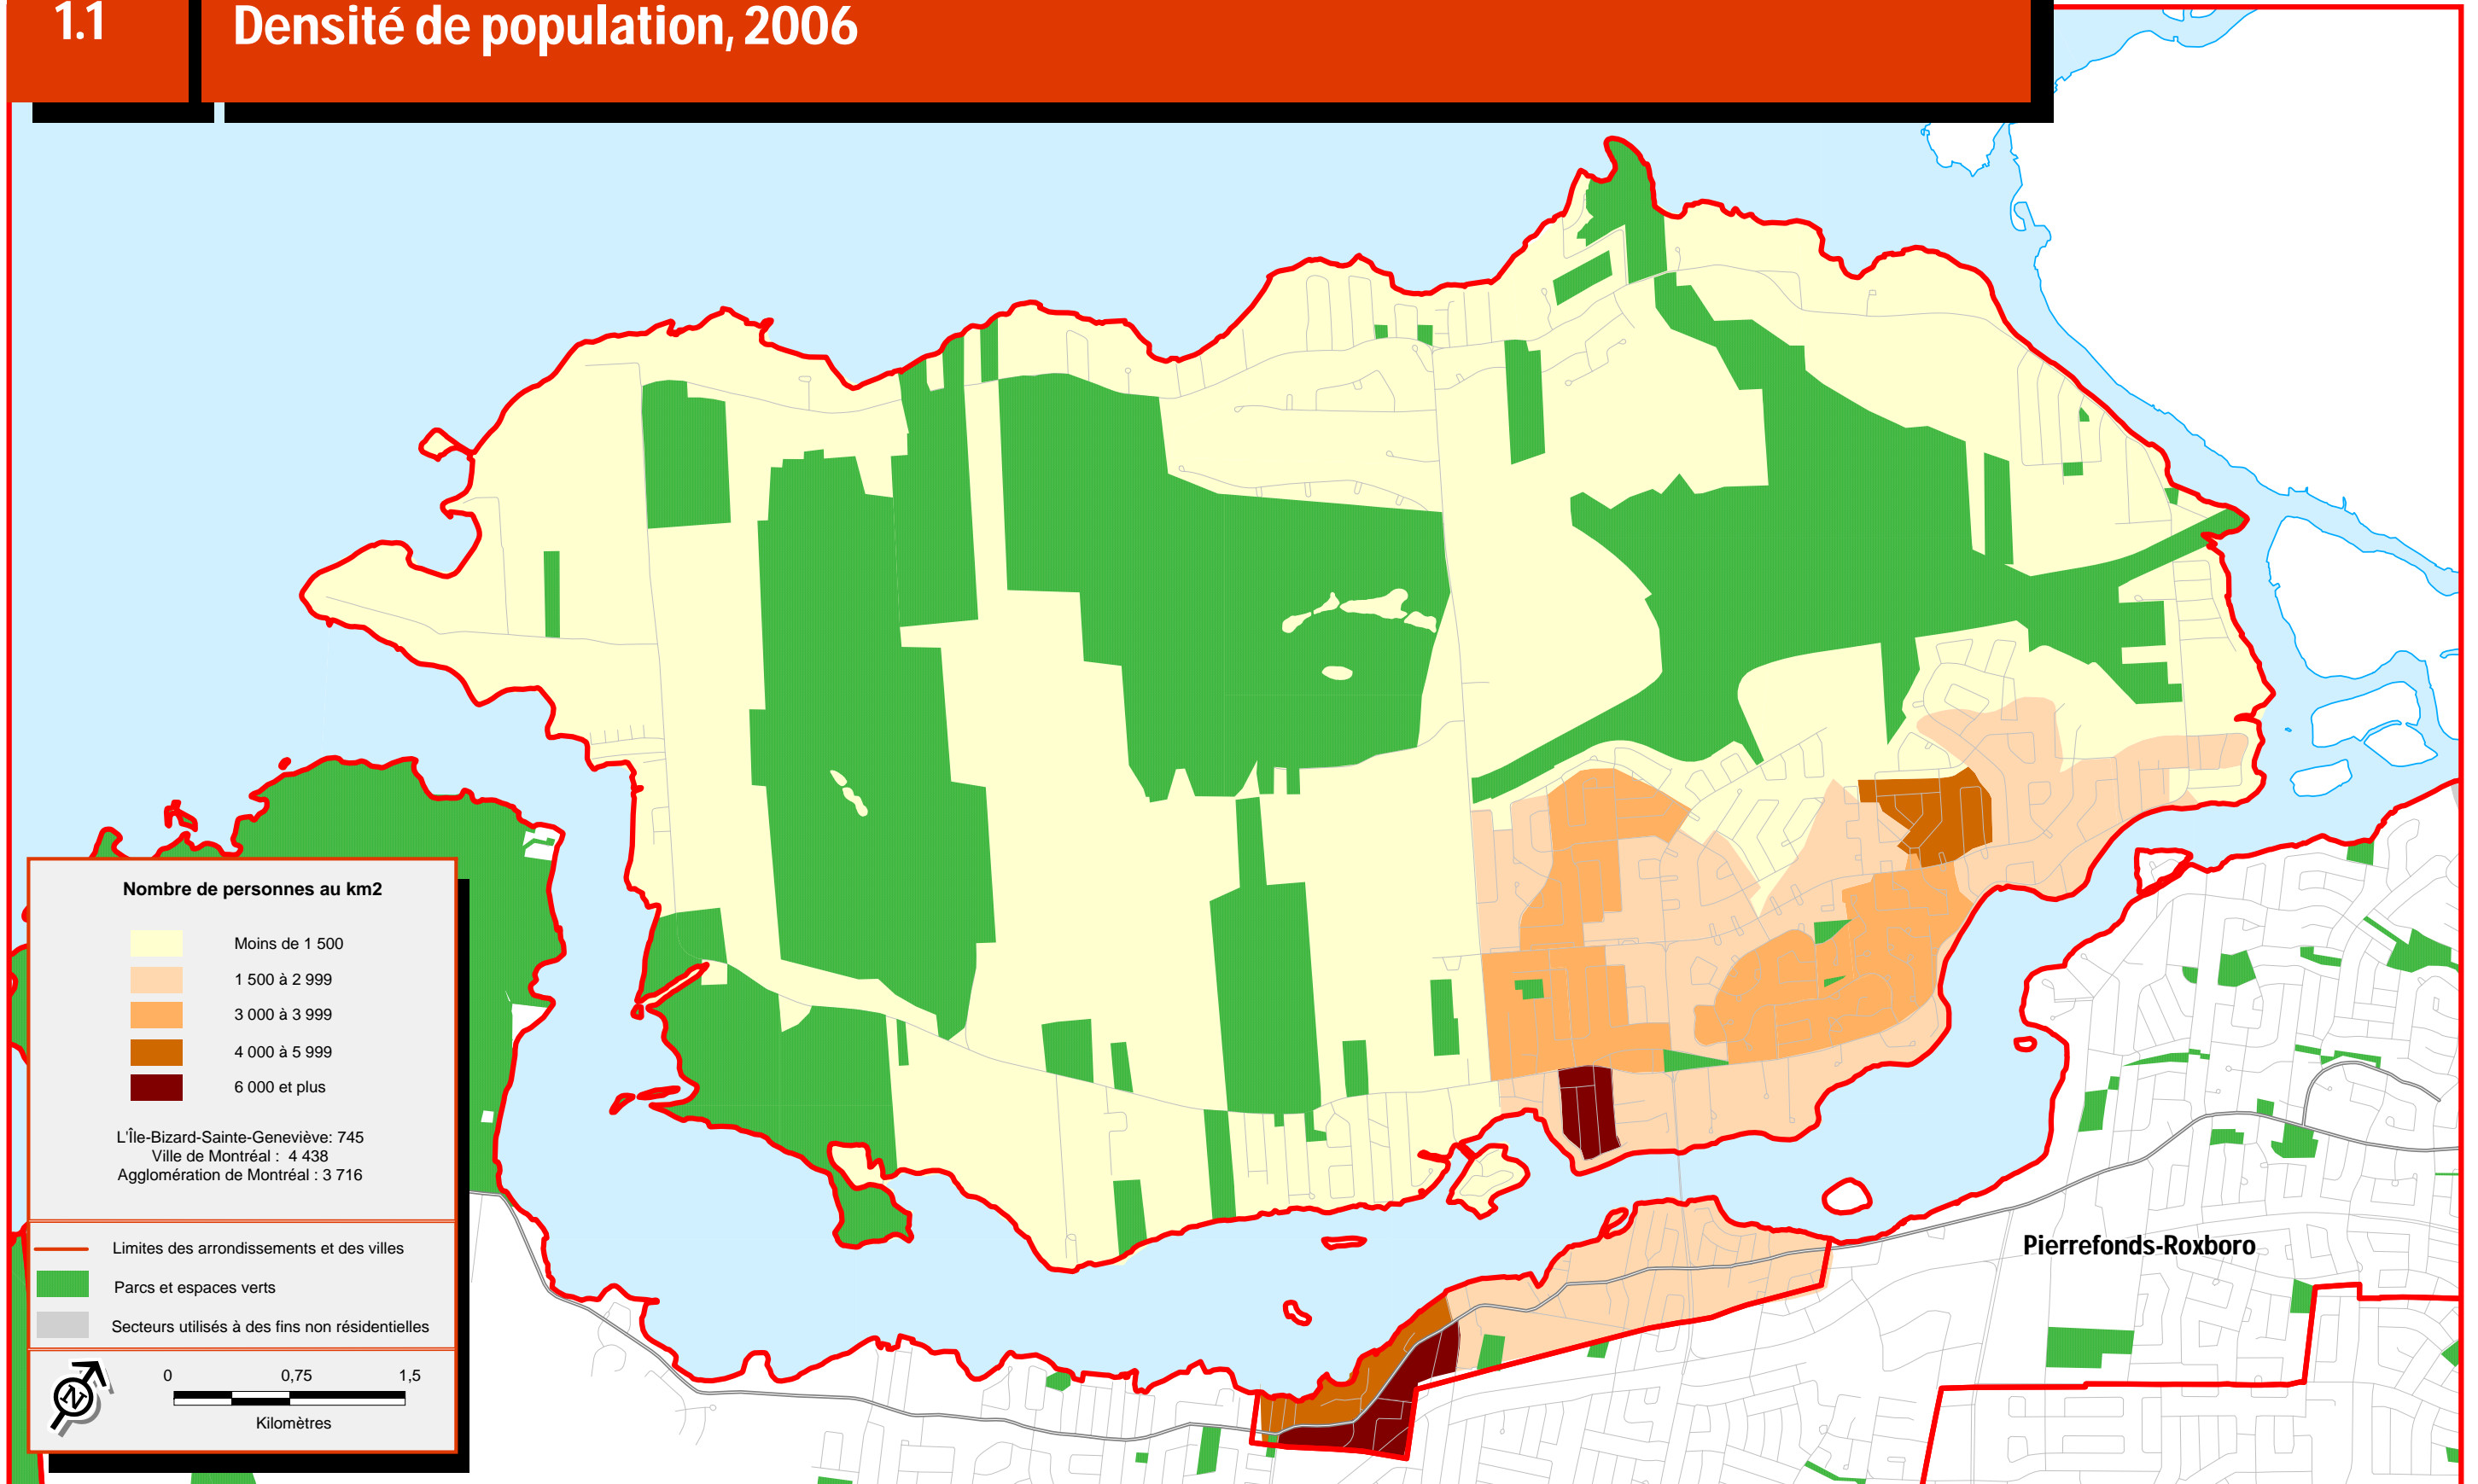 1.1
Densité de population, 2006
Nombre de personnes au km2
Moins de 1 500
1 500 à 2 999
3 000 à 3 999
4 000 à 5 999
6 000 et plus
L'Île-Bizard-Sainte-Geneviève: 745
Ville de Montréal : 4 438
Agglomération de Montréal : 3 716
Limites des arrondissements et des villes
Parcs et espaces verts
Secteurs utilisés à des fins non résidentielles
N
0 0,75 1,5
Kilomètres
Pierrefonds-Roxboro